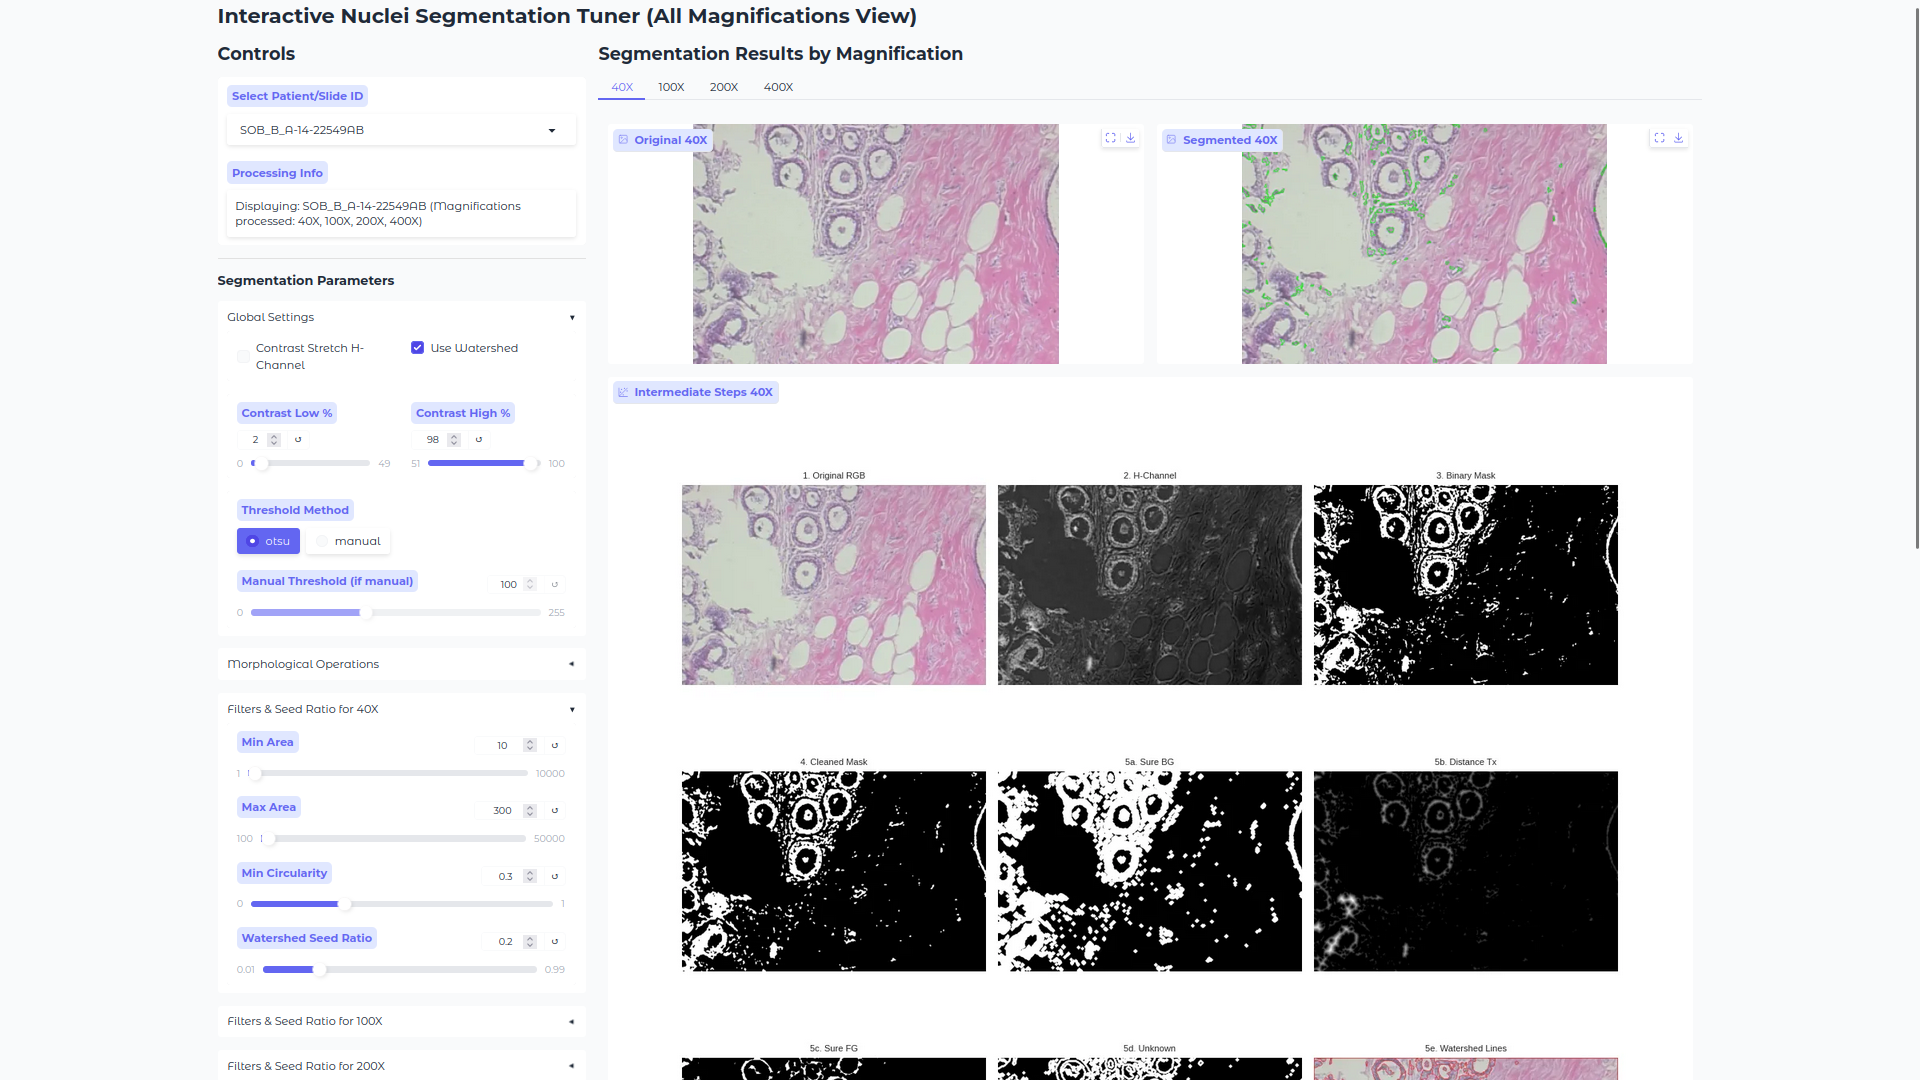 Interactive Nuclei Segmentation Tuner (All Magnifications View)
Controls
Select Patient/Slide ID
SOB_B_A-14-22549AB
Processing Info
Displaying: SOB_B_A-14-22549AB (Magnifications
processed: 40X, 100X, 200X, 400X)
Segmentation Parameters
Global Settings
Contrast Stretch H-
Channel
Use Watershed
Contrast Low %
2
0 49
Contrast High %
98
51 100
Threshold Method
otsu manual
Manual Threshold (if manual)
100
0 255
Morphological Operations
Filters & Seed Ratio for 40X
Min Area
10
1 10000
Max Area
300
100 50000
Min Circularity
0.3
0 1
Watershed Seed Ratio
0.2
0.01 0.99
Filters & Seed Ratio for 100X
Filters & Seed Ratio for 200X
Segmentation Results by Magnification
40X 100X 200X 400X
Original 40X
Segmented 40X
Intermediate Steps 40X
1. Original RGB
2. H-Channel
3. Binary Mask
4. Cleaned Mask
5a. Sure BG
5b. Distance Tx
5c. Sure FG
5d. Unknown
5e. Watershed Lines